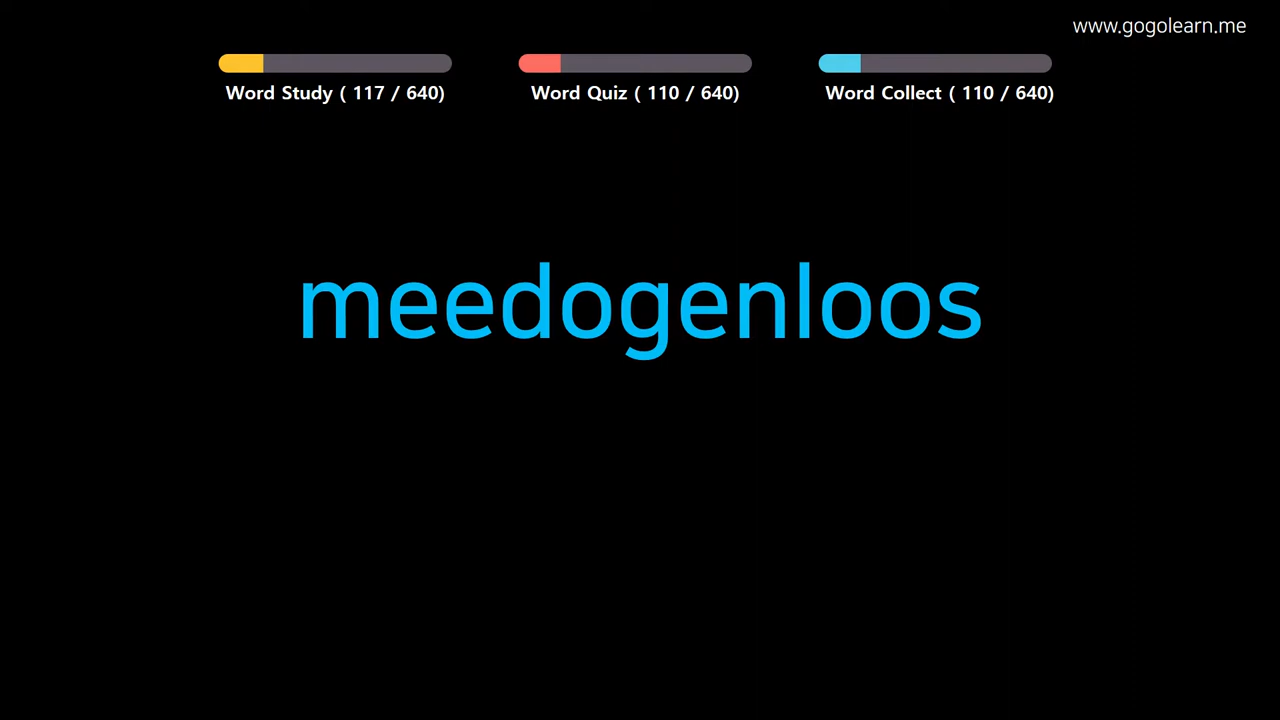 www.gogolearn.me
Word Study ( 117 / 640)
Word Quiz ( 110 / 640)
Word Collect ( 110 / 640)
meedogenloos